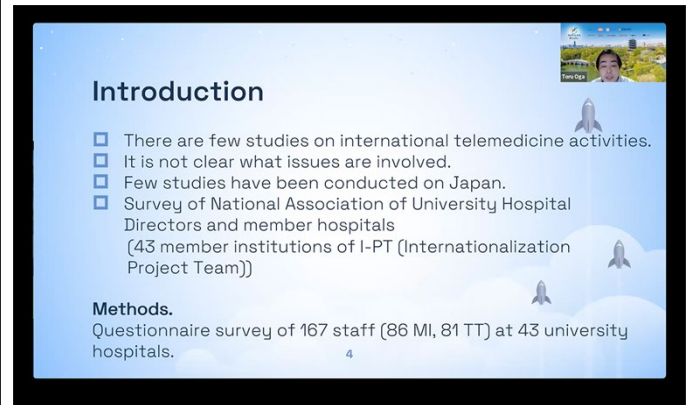 Introduction
There are few studies on international telemedicine activities.
It is not clear what issues are involved.
Few studies have been conducted on Japan.
Survey of National Association of University Hospital
Directors and member hospitals
(43 member institutions of I-PT (Internationalization
Project Team))
Methods.
Questionnaire survey of 167 staff (86 MI, 81 TT) at 43 university
hospitals.
4
Toru Oga